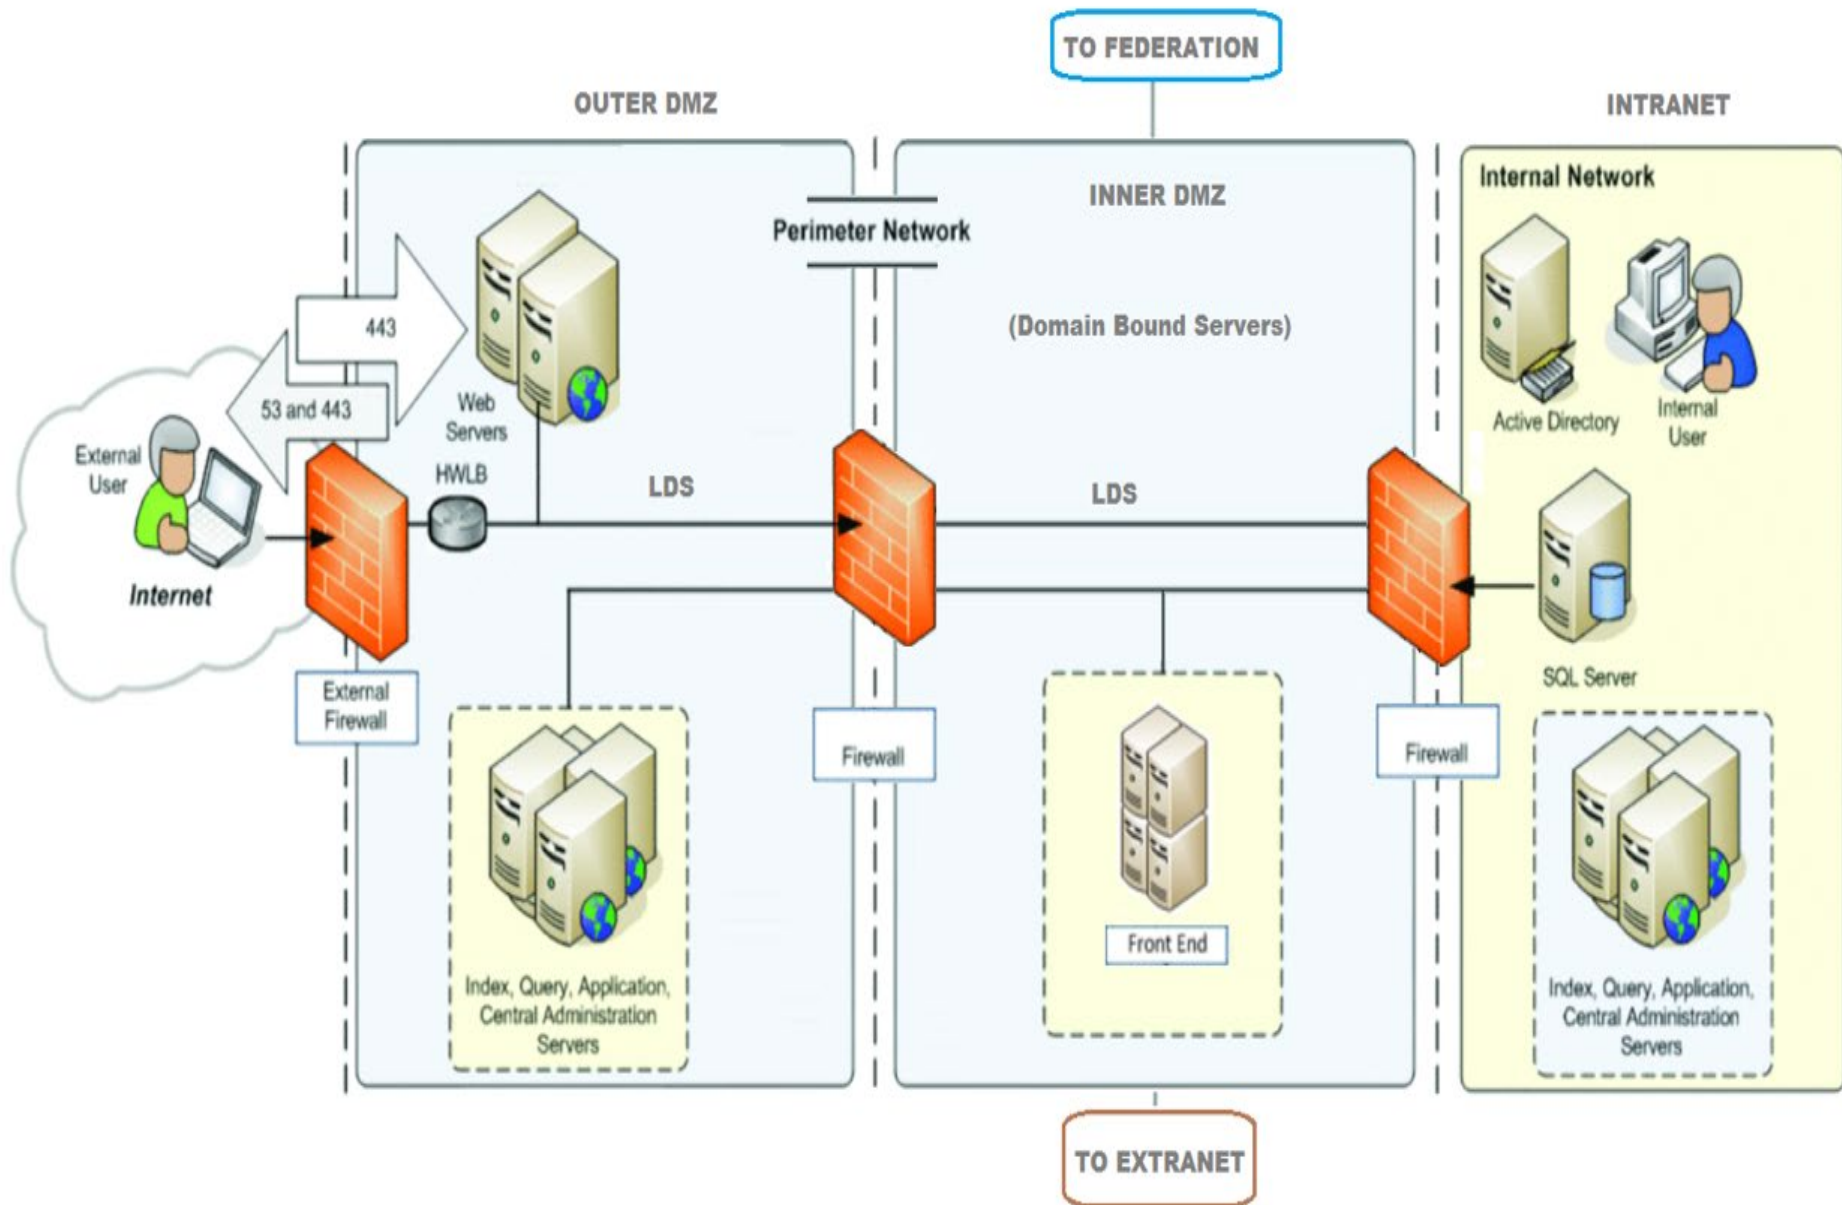 TO FEDERATION
OUTER DMZ
INTRANET
INNER DMZ
Internal Network
Perimeter Network
(Domain Bound Servers)
443
53 and 443
Web
Servers
Active Directory
Internal
User
External
User
HWLB
LDS
LDS
Internet
SQL Server
External
Firewall
Firewall
Firewall
Front End
Index, Query, Application,
Central Administration
Servers
Index, Query, Application,
Central Administration
Servers
TO EXTRANET